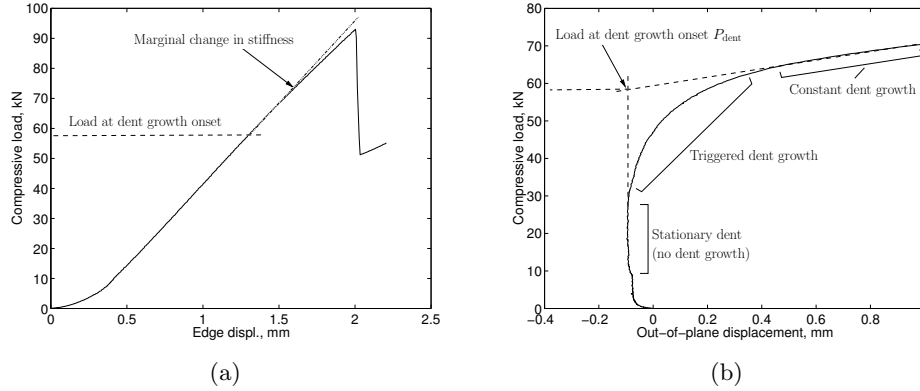 100
90
80
70
60
50
40
30
20
10
0
Compressive load, kN
Marginal change in stiffness
Load at dent growth onset
0
0.5
1
1.5
2
2.5
Edge displ., mm
(a)
80
70
60
50
40
30
20
10
0
Compressive load, kN
Load at dent growth onset P_dent
Constant dent growth
Triggered dent growth
Stationary dent
(no dent growth)
−0.4
−0.2
0
0.2
0.4
0.6
0.8
Out−of−plane displacement, mm
(b)